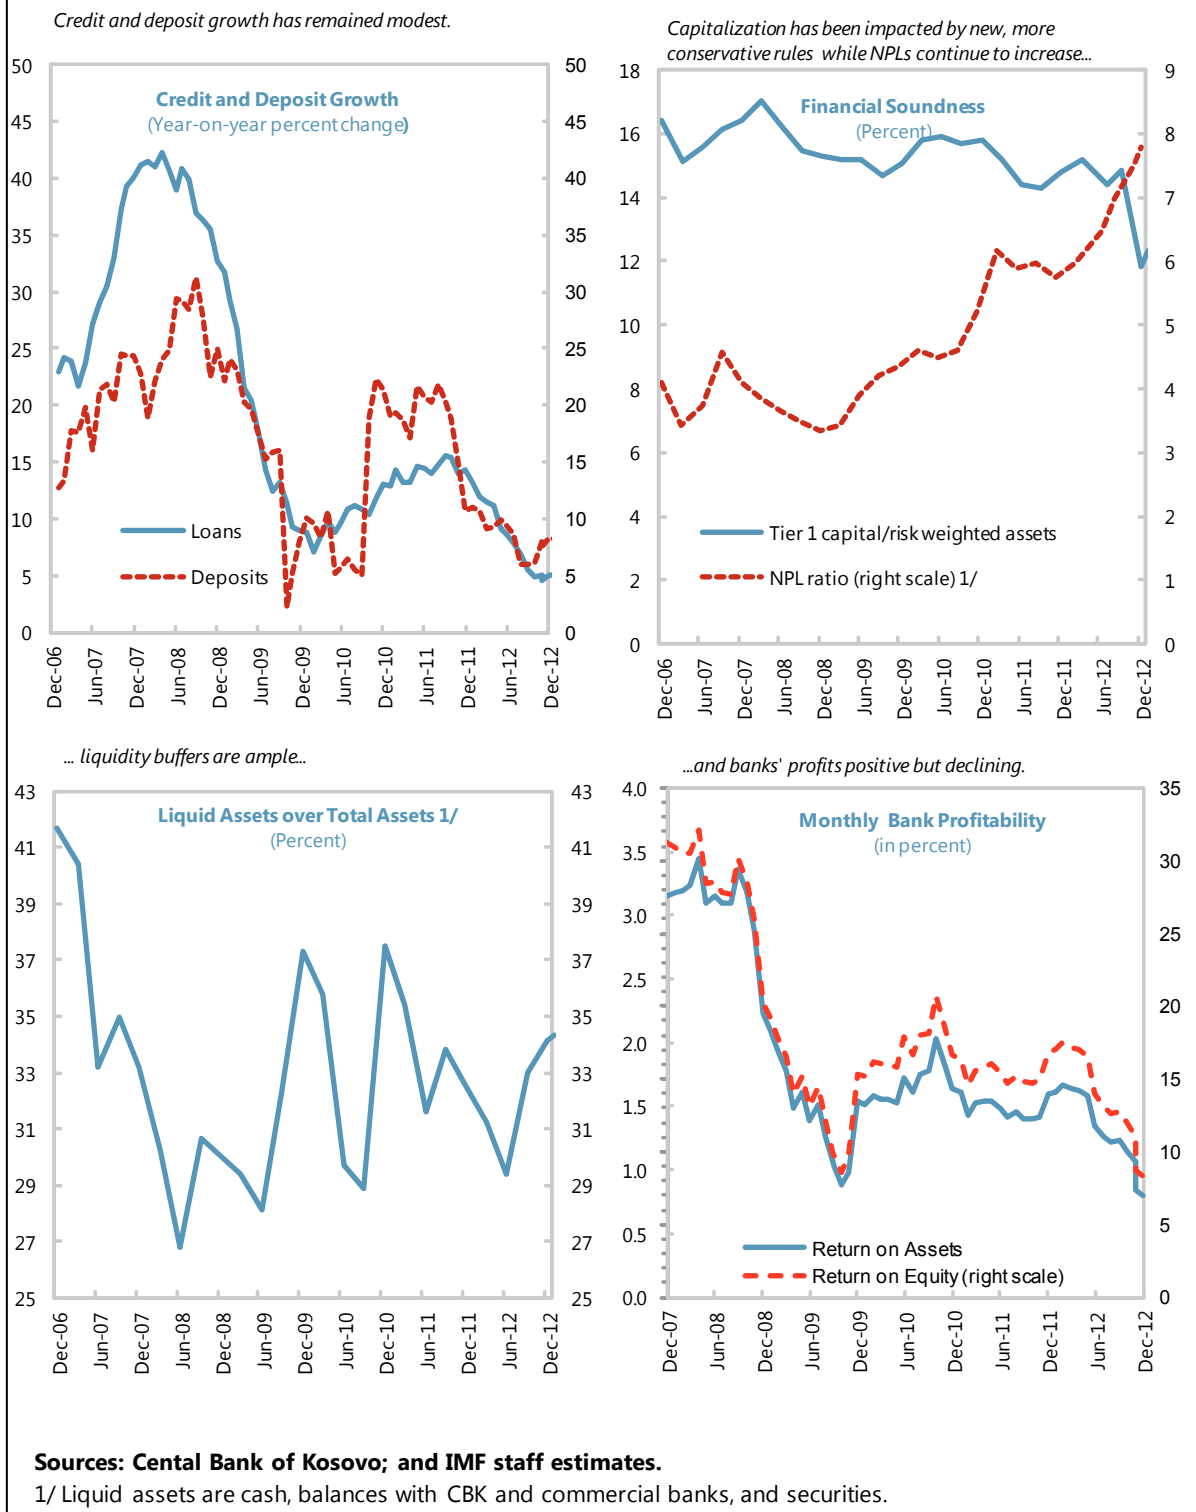 Credit and deposit growth has remained modest.
50
45
40
35
30
25
20
15
10
5
0
Credit and Deposit Growth
(Year-on-year percent change)
50
45
40
35
30
25
20
15
10
5
0
Loans
Deposits
Dec-06
Jun-07
Dec-07
Jun-08
Dec-08
Jun-09
Dec-09
Jun-10
Dec-10
Jun-11
Dec-11
Jun-12
Dec-12
Capitalization has been impacted by new, more
conservative rules while NPLs continue to increase...
18
16
14
12
10
8
6
4
2
0
Financial Soundness
(Percent)
9
8
7
6
5
4
3
2
1
0
Tier 1 capital/risk weighted assets
NPL ratio (right scale) 1/
Dec-06
Jun-07
Dec-07
Jun-08
Dec-08
Jun-09
Dec-09
Jun-10
Dec-10
Jun-11
Dec-11
Jun-12
Dec-12
... liquidity buffers are ample...
43
41
39
37
35
33
31
29
27
25
Liquid Assets over Total Assets 1/
(Percent)
43
41
39
37
35
33
31
29
27
25
Dec-06
Jun-07
Dec-07
Jun-08
Dec-08
Jun-09
Dec-09
Jun-10
Dec-10
Jun-11
Dec-11
Jun-12
Dec-12
...and banks' profits positive but declining.
4.0
3.5
3.0
2.5
2.0
1.5
1.0
0.5
0.0
Monthly Bank Profitability
(in percent)
35
30
25
20
15
10
5
0
Return on Assets
Return on Equity (right scale)
Dec-07
Jun-08
Dec-08
Jun-09
Dec-09
Jun-10
Dec-10
Jun-11
Dec-11
Jun-12
Dec-12
Sources: Cental Bank of Kosovo; and IMF staff estimates.
1/ Liquid assets are cash, balances with CBK and commercial banks, and securities.